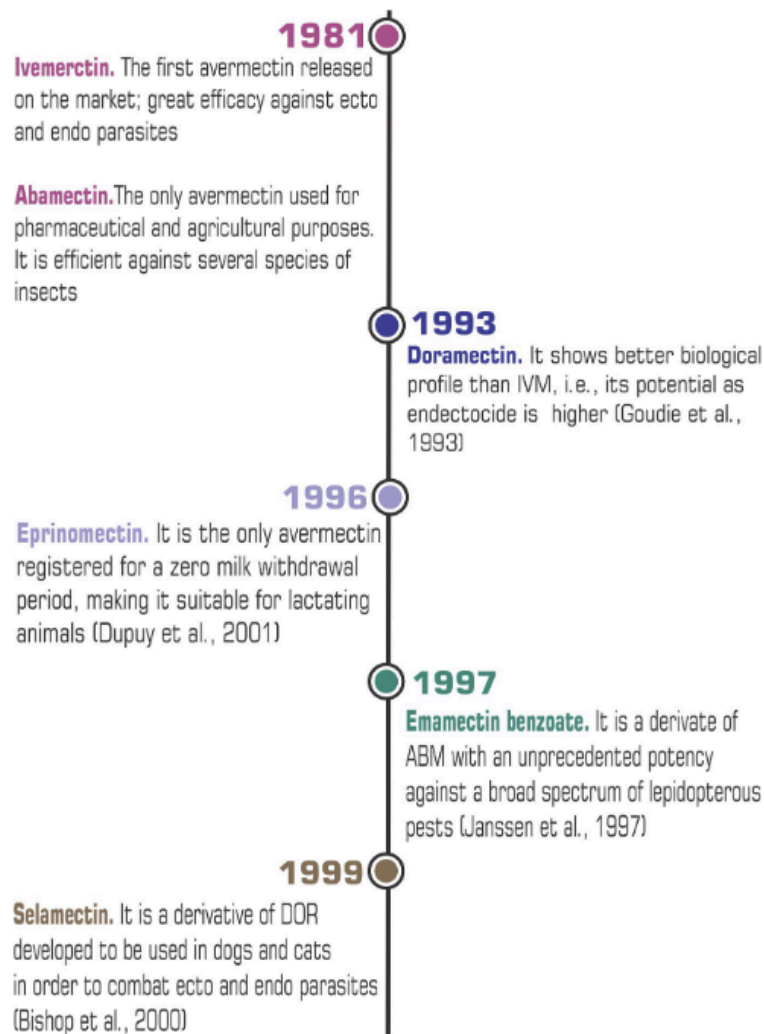 1981
Ivemerctin. The first avermectin released
on the market; great efficacy against ecto
and endo parasites
Abamectin.The only avermectin used for
pharmaceutical and agricultural purposes.
It is efficient against several species of
insects
1993
Doramectin. It shows better biological
profile than IVM, i.e., its potential as
endectocide is higher (Goudie et al.,
1993)
1996
Eprinomectin. It is the only avermectin
registered for a zero milk withdrawal
period, making it suitable for lactating
animals (Dupuy et al., 2001)
1997
Emamectin benzoate. It is a derivate of
ABM with an unprecedented potency
against a broad spectrum of lepidopterous
pests (Janssen et al., 1997)
1999
Selamectin. It is a derivative of DOR
developed to be used in dogs and cats
in order to combat ecto and endo parasites
(Bishop et al., 2000)